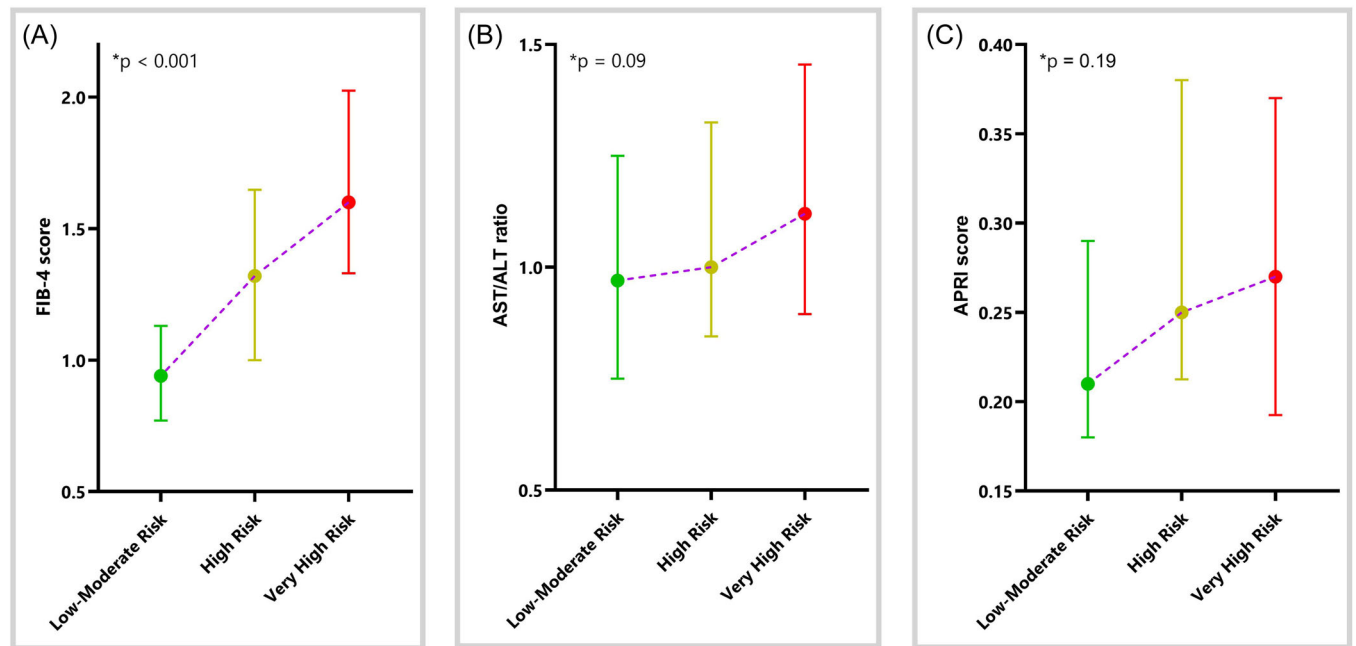 (A)
*p < 0.001
FIB-4 score
2.0
1.5
1.0
0.5
Low-Moderate Risk
High Risk
Very High Risk
(B)
*p = 0.09
AST/ALT ratio
1.5
1.0
0.5
Low-Moderate Risk
High Risk
Very High Risk
(C)
*p = 0.19
APRI score
0.40
0.35
0.30
0.25
0.20
0.15
Low-Moderate Risk
High Risk
Very High Risk